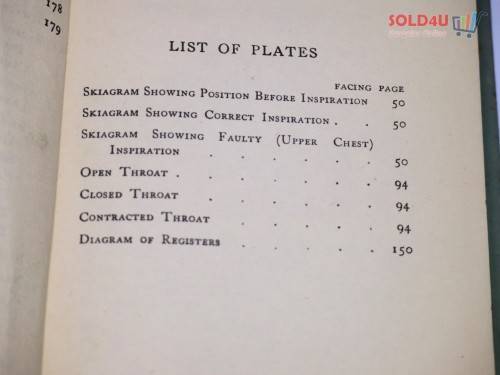 178
179
SOLD4U
LIST OF PLATES
FACING PAGE
SKIAGRAM SHOWING POSITION BEFORE INSPIRATION 50
SKIAGRAM SHOWING CORRECT INSPIRATION . . 50
SKIAGRAM SHOWING FAULTY (UPPER CHEST)
INSPIRATION . . . . . . 50
OPEN THROAT . . . . . . . 94
CLOSED THROAT . . . . . . 94
CONTRACTED THROAT . . . . . 94
DIAGRAM OF REGISTERS . . . . . 150